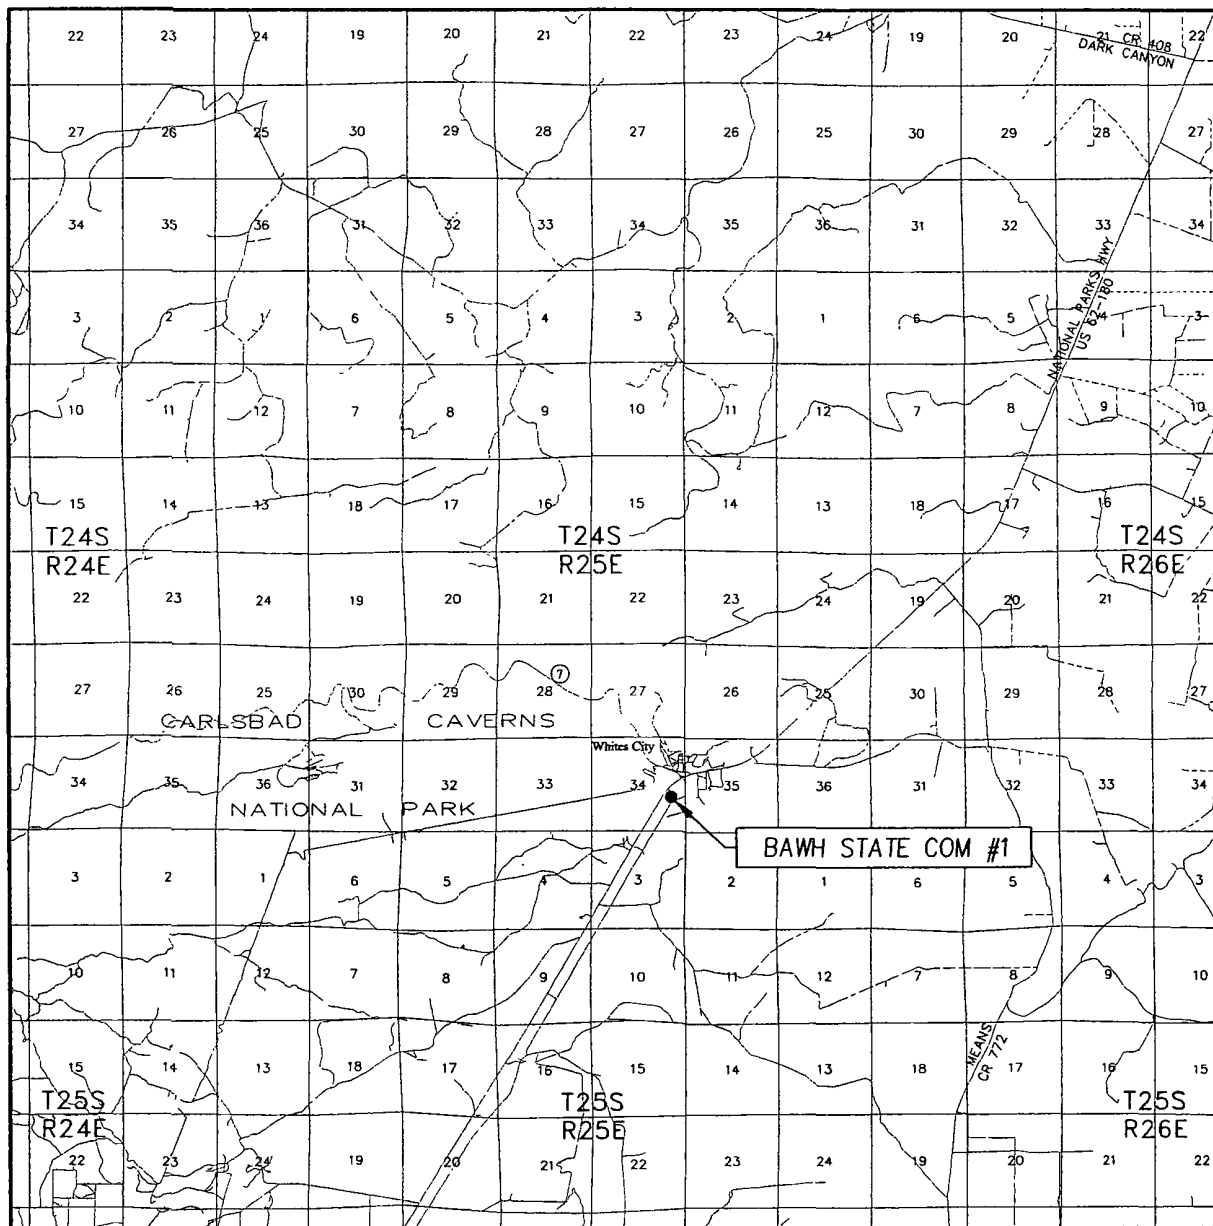 22 23 24 19 20 21 22 23 24 19 20 21 22
CR 408
DARK CANYON
27 26 25 30 29 28 27 26 25 30 29 28 27
34 35 36 31 32 33 34 35 36 31 32 33 34
NATIONAL PARKS HWY
US 62-180
3 2 1 6 5 4 3 2 1 6 5 4 3
10 11 12 7 8 9 10 11 12 7 8 9 10
15 14 13 18 17 16 15 14 13 18 17 16 15
T24S T24S T24S
R24E R25E R26E
22 23 24 19 20 21 22 23 24 19 20 21 22
7
27 26 25 30 29 28 27 26 25 30 29 28 27
CARLSBAD CAVERNS
Whites City
34 35 36 31 32 33 34 35 36 31 32 33 34
NATIONAL PARK
BAWH STATE COM #1
3 2 1 6 5 4 3 2 1 6 5 4 3
10 11 12 7 8 9 10 11 12 7 8 9 10
MEANS
CR 772
15 14 13 18 17 16 15 14 13 18 17 16 15
T25S T25S T25S
R24E R25E R26E
22 23 24 19 20 21 22 23 24 19 20 21 22